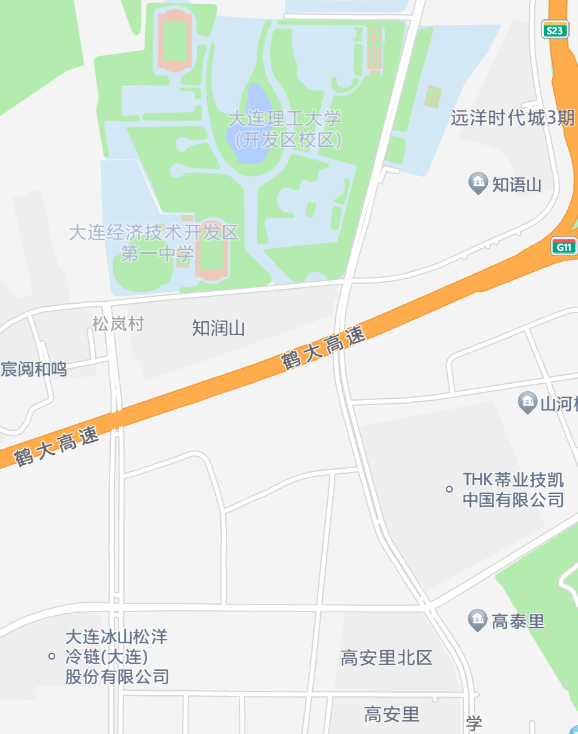 S23
远洋时代城3期
大连理工大学
(开发区校区)
知语山
大连经济技术开发区
第一中学
G11
松岚村
知润山
鹤大高速
宸阅和鸣
山河
鹤大高速
THK蒂业技凯
中国有限公司
高泰里
大连冰山松洋
冷链(大连)
股份有限公司
高安里北区
高安里
学